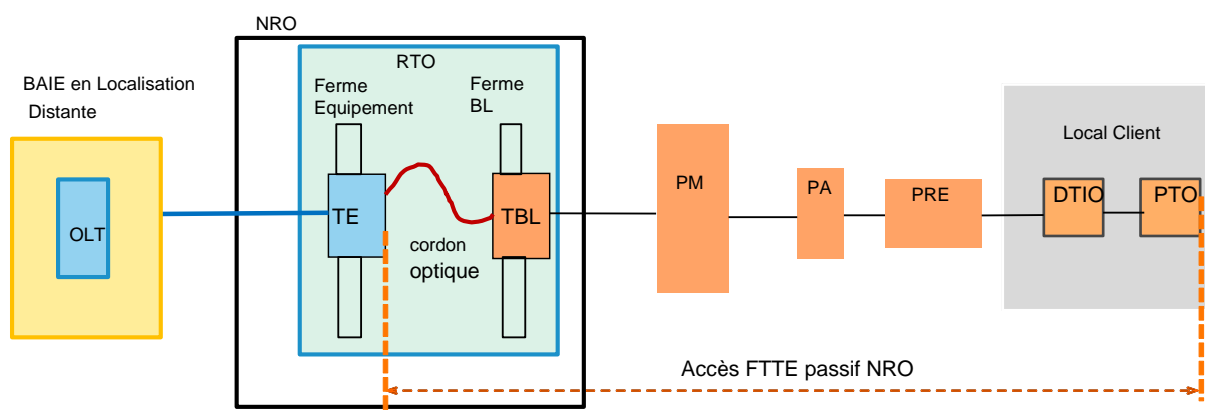 NRO
BAIE en Localisation
Distante
OLT
RTO
Ferme
Equipement
Ferme
BL
TE
TBL
cordon
optique
PM
PA
PRE
Local Client
DTIO
PTO
Accès FTTE passif NRO